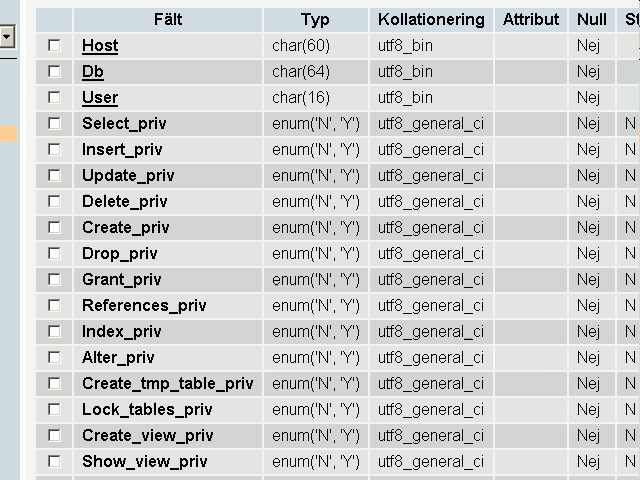 Fält Typ Kollationering Attribut Null St
Host char(60) utf8_bin Nej
Db char(64) utf8_bin Nej
User char(16) utf8_bin Nej
Select_priv enum('N', 'Y') utf8_general_ci Nej N
Insert_priv enum('N', 'Y') utf8_general_ci Nej N
Update_priv enum('N', 'Y') utf8_general_ci Nej N
Delete_priv enum('N', 'Y') utf8_general_ci Nej N
Create_priv enum('N', 'Y') utf8_general_ci Nej N
Drop_priv enum('N', 'Y') utf8_general_ci Nej N
Grant_priv enum('N', 'Y') utf8_general_ci Nej N
References_priv enum('N', 'Y') utf8_general_ci Nej N
Index_priv enum('N', 'Y') utf8_general_ci Nej N
Alter_priv enum('N', 'Y') utf8_general_ci Nej N
Create_tmp_table_priv enum('N', 'Y') utf8_general_ci Nej N
Lock_tables_priv enum('N', 'Y') utf8_general_ci Nej N
Create_view_priv enum('N', 'Y') utf8_general_ci Nej N
Show_view_priv enum('N', 'Y') utf8_general_ci Nej N